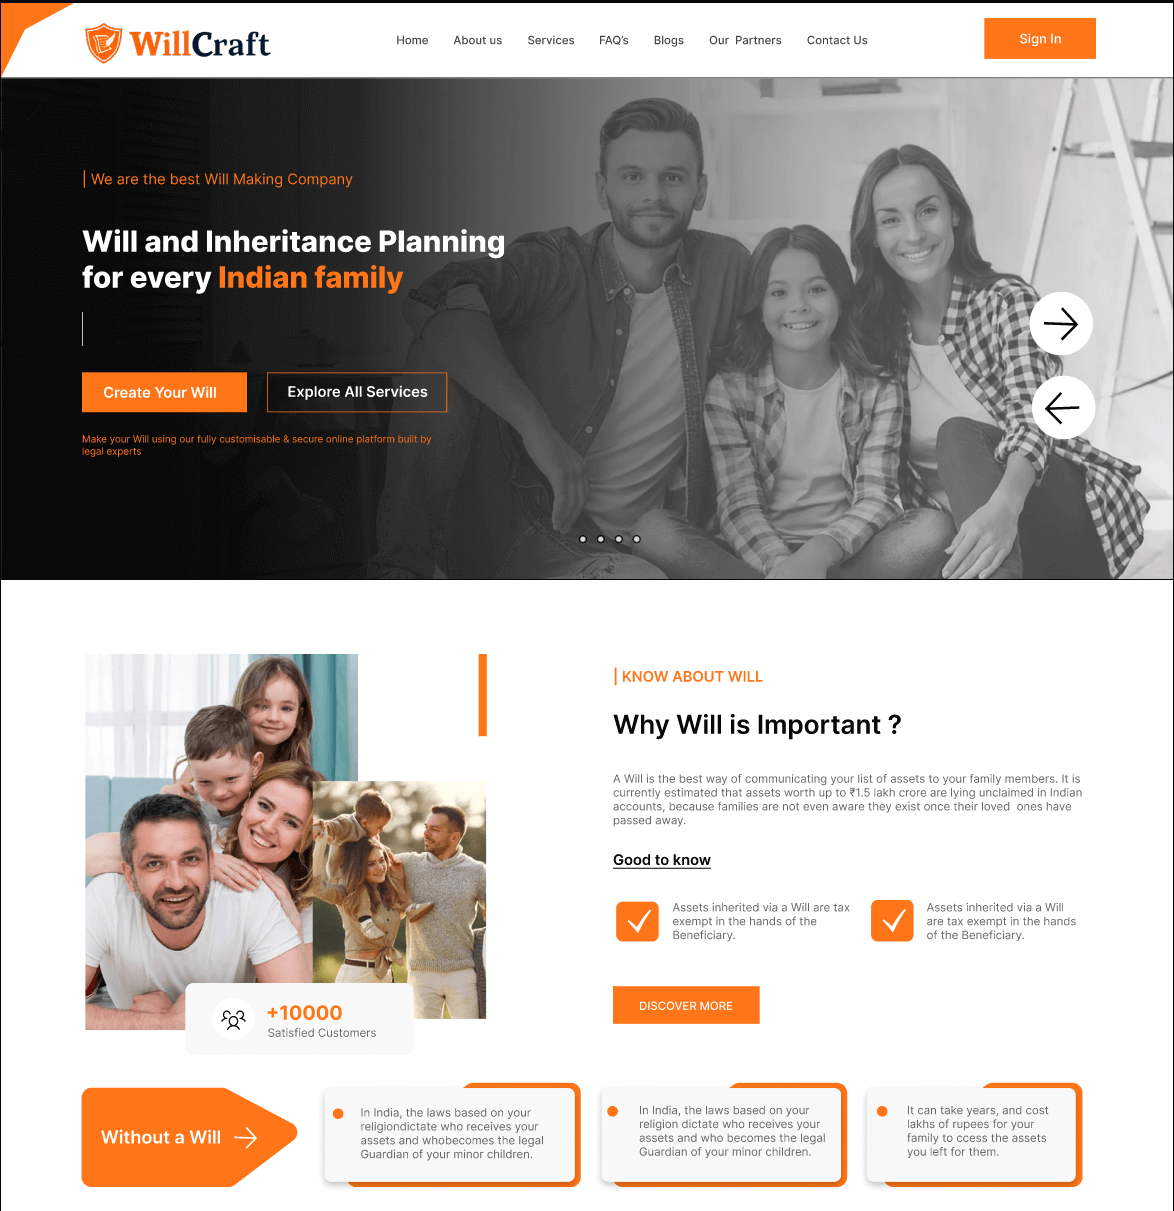 WillCraft
Home About us Services FAQ's Blogs Our Partners Contact Us
Sign In
| We are the best Will Making Company
Will and Inheritance Planning
for every Indian family
Create Your Will
Explore All Services
Make your Will using our fully customisable & secure online platform built by
legal experts
| KNOW ABOUT WILL
Why Will is Important ?
A Will is the best way of communicating your list of assets to your family members. It is
currently estimated that assets worth up to ₹1.5 lakh crore are lying unclaimed in Indian
accounts, because families are not even aware they exist once their loved ones have
passed away.
Good to know
Assets inherited via a Will are tax
exempt in the hands of the
Beneficiary.
Assets inherited via a Will
are tax exempt in the hands
of the Beneficiary.
DISCOVER MORE
+10000
Satisfied Customers
Without a Will
In India, the laws based on your
religiondictate who receives your
assets and whobecomes the legal
Guardian of your minor children.
In India, the laws based on your
religion dictate who receives your
assets and who becomes the legal
Guardian of your minor children.
It can take years, and cost
lakhs of rupees for your
family to ccess the assets
you left for them.